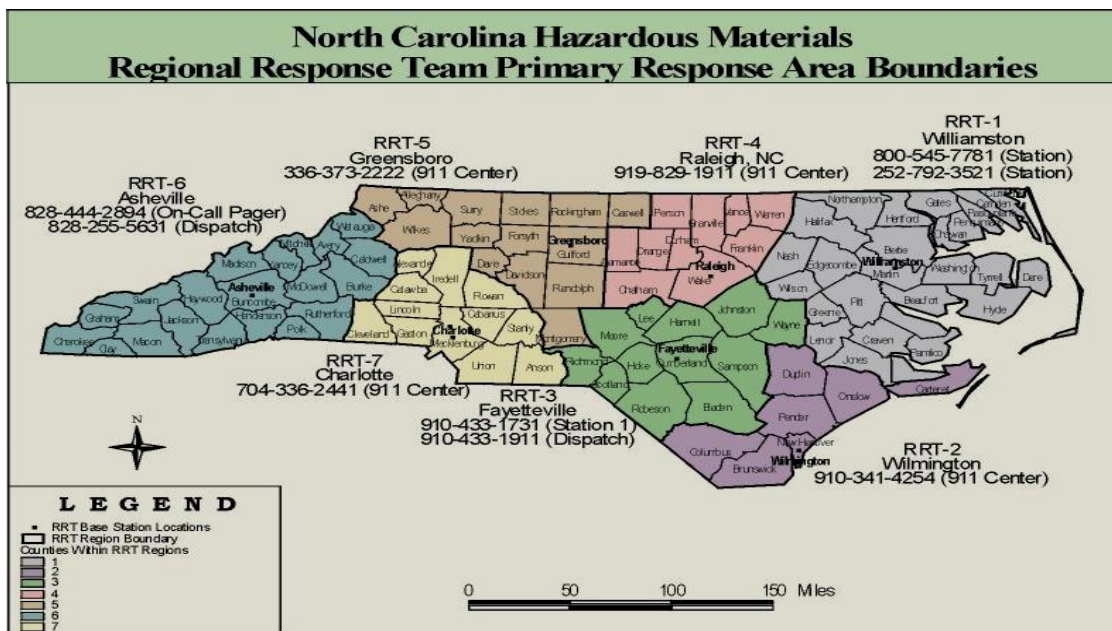 North Carolina Hazardous Materials
Regional Response Team Primary Response Area Boundaries
RRT-1
Williamston
800-545-7781 (Station)
252-792-3521 (Station)
RRT-4
Raleigh, NC
919-829-1911 (911 Center)
RRT-5
Greensboro
336-373-2222 (911 Center)
RRT-6
Asheville
828-444-2894 (On-Call Pager)
828-255-5631 (Dispatch)
Alleghany
Ashe
Surry
Stokes
Rockingham
Caswell
Person
Granville
Vance
Warren
Northampton
Gates
Camden
Halifax
Hertford
Chowan
Watauga
Wilkes
Yadkin
Forsyth
Greensboro
Guilford
Orange
Durham
Franklin
Bertie
Mitchell
Avery
Caldwell
Alexander
Iredell
Davie
Davidson
Randolph
Chatham
Wake
Raleigh
Nash
Edgecombe
Williamston
Martin
Washington
Tyrrell
Dare
Madison
Yancey
McDowell
Burke
Catawba
Rowan
Wilson
Pitt
Beaufort
Hyde
Swain
Haywood
Asheville
Buncombe
Rutherford
Lincoln
Cabarrus
Lee
Harnett
Johnston
Wayne
Greene
Graham
Jackson
Henderson
Polk
Cleveland
Gaston
Charlotte
Mecklenburg
Stanly
Montgomery
Moore
Lenoir
Craven
Pamlico
Cherokee
Clay
Macon
Transylvania
Union
Anson
Richmond
Hoke
Fayetteville
Cumberland
Sampson
Duplin
Jones
Carteret
Scotland
Robeson
Bladen
Onslow
Pender
Columbus
Brunswick
New Hanover
Wilmington
RRT-7
Charlotte
704-336-2441 (911 Center)
RRT-3
Fayetteville
910-433-1731 (Station 1)
910-433-1911 (Dispatch)
RRT-2
Wilmington
910-341-4254 (911 Center)
N
LEGEND
RRT Base Station Locations
RRT Region Boundary
Counties Within RRT Regions
1
2
3
4
5
6
7
0 50 100 150 Miles